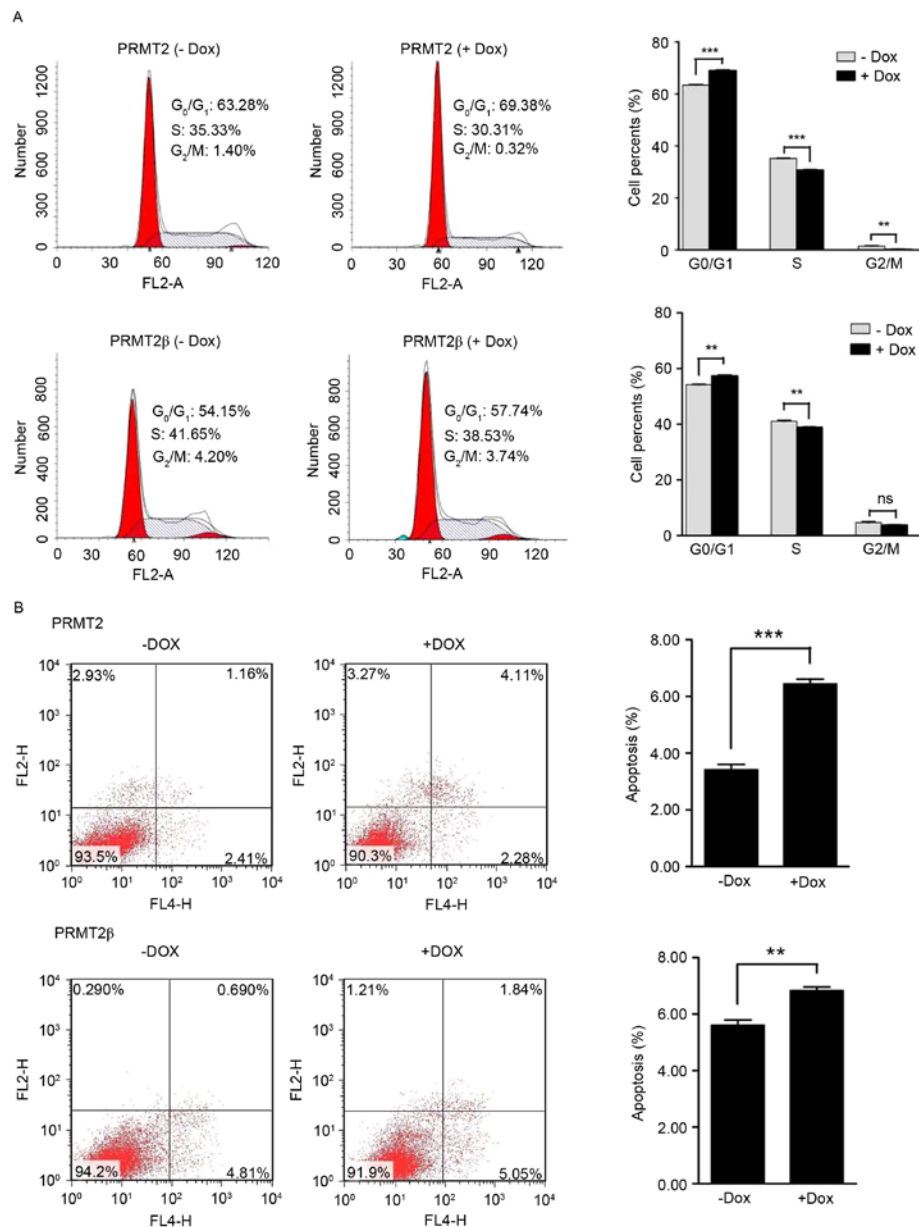 A
PRMT2 (- Dox)
Number
1200
900
600
300
0
G0/G1: 63.28%
S: 35.33%
G2/M: 1.40%
0 30 60 90 120
FL2-A
PRMT2 (+ Dox)
Number
1200
900
600
300
0
G0/G1: 69.38%
S: 30.31%
G2/M: 0.32%
0 30 60 90 120
FL2-A
Cell percents (%)
80
60
40
20
0
- Dox
+ Dox
***
***
**
G0/G1 S G2/M
PRMT2β (- Dox)
Number
800
600
400
200
0
G0/G1: 54.15%
S: 41.65%
G2/M: 4.20%
0 30 60 90 120
FL2-A
PRMT2β (+ Dox)
Number
800
600
400
200
0
G0/G1: 57.74%
S: 38.53%
G2/M: 3.74%
0 30 60 90 120
FL2-A
Cell percents (%)
80
60
40
20
0
- Dox
+ Dox
**
**
ns
G0/G1 S G2/M
B
PRMT2
-DOX
FL2-H
10^4
10^3
10^2
10^1
10^0
2.93% 1.16%
93.5% 2.41%
10^0 10^1 10^2 10^3 10^4
FL4-H
+DOX
FL2-H
10^4
10^3
10^2
10^1
10^0
3.27% 4.11%
90.3% 2.28%
10^0 10^1 10^2 10^3 10^4
FL4-H
Apoptosis (%)
8.00
6.00
4.00
2.00
0.00
***
-Dox +Dox
PRMT2β
-DOX
FL2-H
10^4
10^3
10^2
10^1
10^0
0.290% 0.690%
94.2% 4.81%
10^0 10^1 10^2 10^3 10^4
FL4-H
+DOX
FL2-H
10^4
10^3
10^2
10^1
10^0
1.21% 1.84%
91.9% 5.05%
10^0 10^1 10^2 10^3 10^4
FL4-H
Apoptosis (%)
8.00
6.00
4.00
2.00
0.00
**
-Dox +Dox